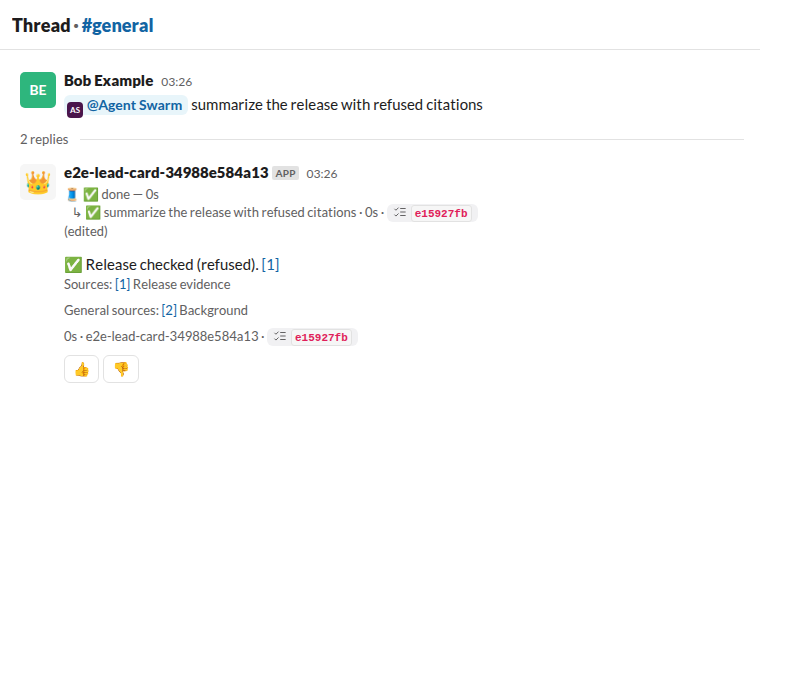 Thread • #general
BE
Bob Example 03:26
AS @Agent Swarm summarize the release with refused citations
2 replies
e2e-lead-card-34988e584a13 APP 03:26
🧵 ✅ done — 0s
↳ ✅ summarize the release with refused citations · 0s · e15927fb
(edited)
✅ Release checked (refused). [1]
Sources: [1] Release evidence
General sources: [2] Background
0s · e2e-lead-card-34988e584a13 · e15927fb
👍 👎